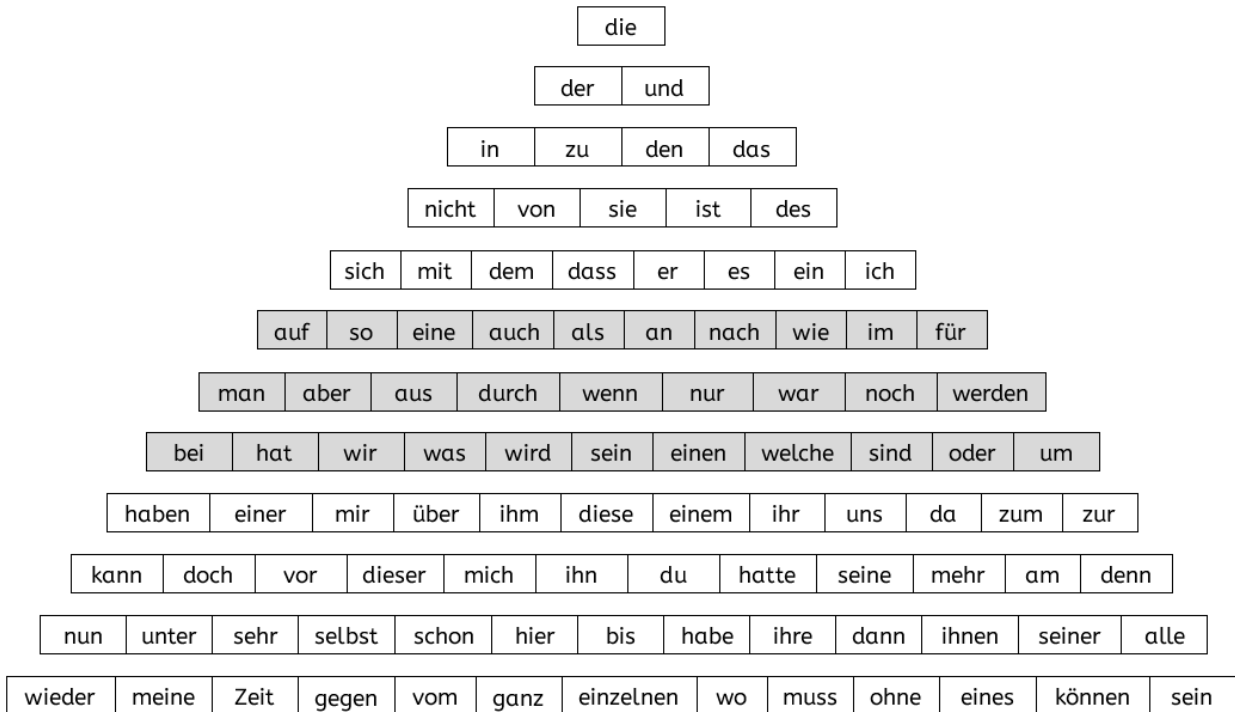 die
der und
in zu den das
nicht von sie ist des
sich mit dem dass er es ein ich
auf so eine auch als an nach wie im für
man aber aus durch wenn nur war noch werden
bei hat wir was wird sein einen welche sind oder um
haben einer mir über ihm diese einem ihr uns da zum zur
kann doch vor dieser mich ihn du hatte seine mehr am denn
nun unter sehr selbst schon hier bis habe ihre dann ihnen seiner alle
wieder meine Zeit gegen vom ganz einzelnen wo muss ohne eines können sein